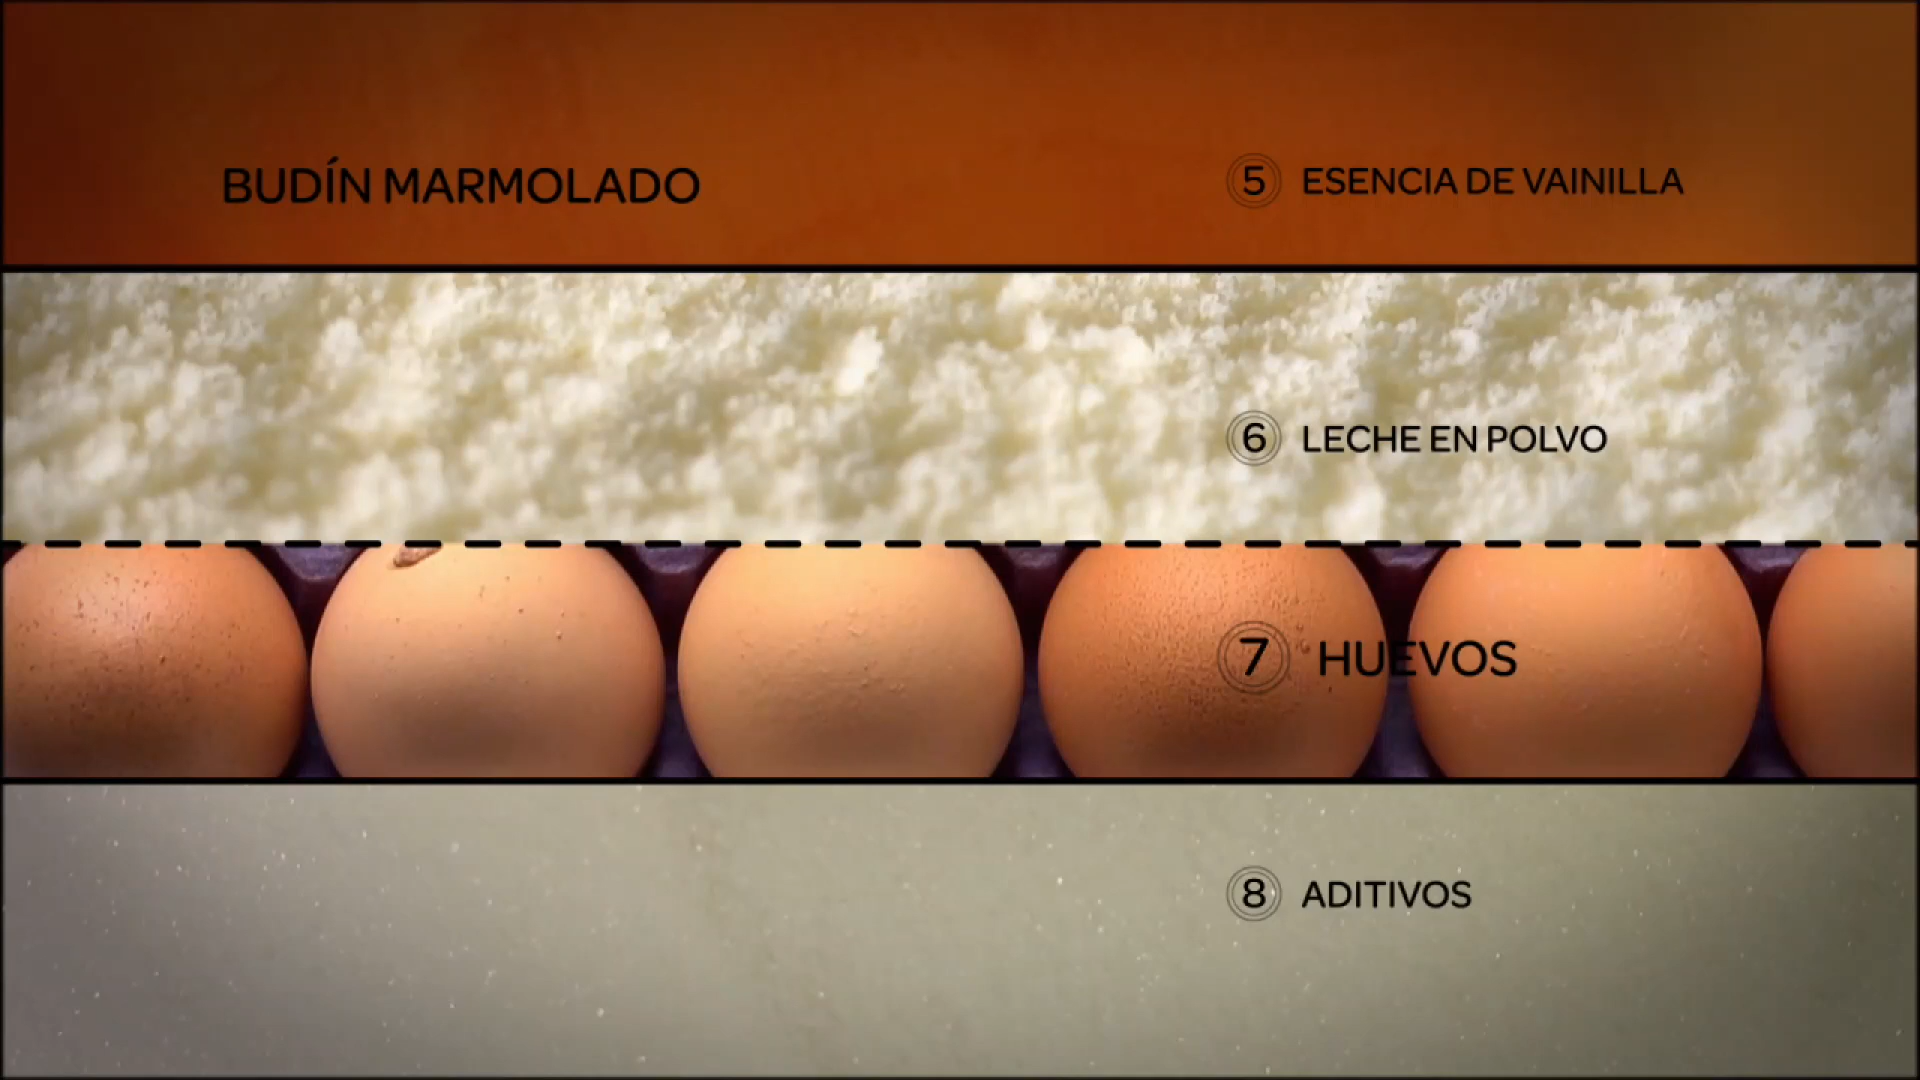 BUDÍN MARMOLADO
5 ESENCIA DE VAINILLA
6 LECHE EN POLVO
7 HUEVOS
8 ADITIVOS